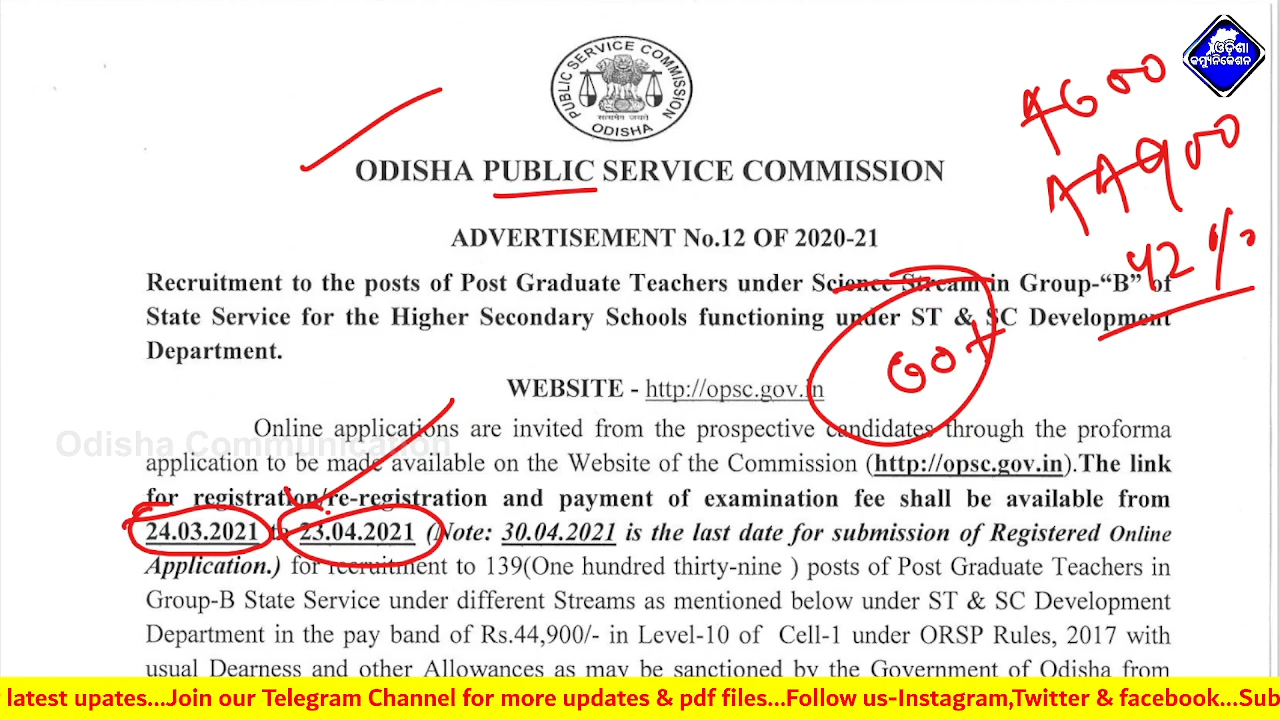 ଓଡ଼ିଶା
କମ୍ୟୁନିକେଶନ
PUBLIC SERVICE COMMISSION
सत्यमेव जयते
ODISHA
ODISHA PUBLIC SERVICE COMMISSION
ADVERTISEMENT No.12 OF 2020-21
42 %
Recruitment to the posts of Post Graduate Teachers under Science Stream in Group-“B” of
State Service for the Higher Secondary Schools functioning under ST & SC Development
Department.
WEBSITE - http://opsc.gov.in
Online applications are invited from the prospective candidates through the proforma
Odisha Communication
application to be made available on the Website of the Commission (http://opsc.gov.in).The link
for registration/re-registration and payment of examination fee shall be available from
24.03.2021 to 23.04.2021 (Note: 30.04.2021 is the last date for submission of Registered Online
Application.) for recruitment to 139(One hundred thirty-nine ) posts of Post Graduate Teachers in
Group-B State Service under different Streams as mentioned below under ST & SC Development
Department in the pay band of Rs.44,900/- in Level-10 of Cell-1 under ORSP Rules, 2017 with
usual Dearness and other Allowances as may be sanctioned by the Government of Odisha from
latest upates...Join our Telegram Channel for more updates & pdf files...Follow us-Instagram,Twitter & facebook...Sub